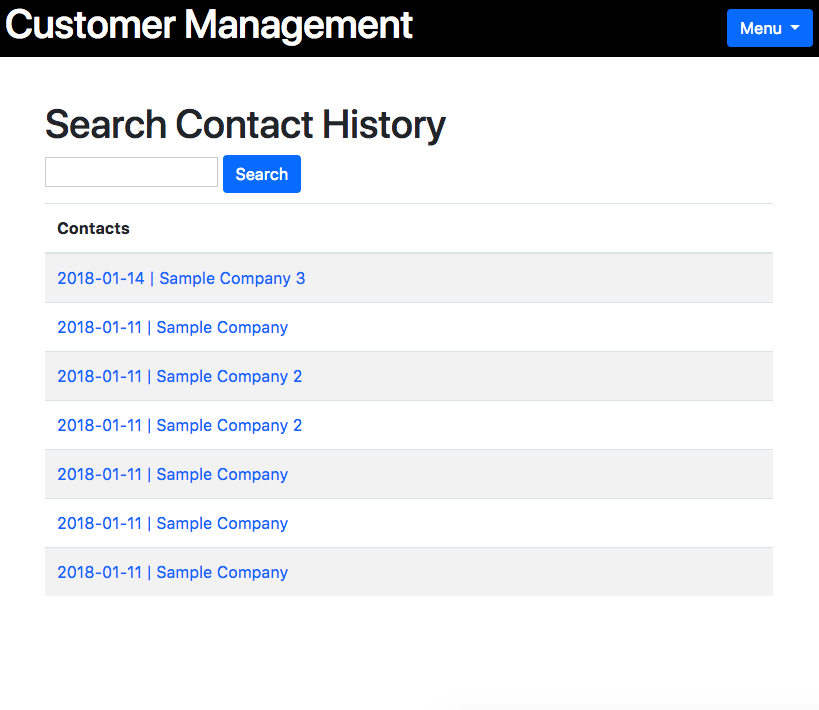 Customer Management
Menu
Search Contact History
Search
Contacts
2018-01-14 | Sample Company 3
2018-01-11 | Sample Company
2018-01-11 | Sample Company 2
2018-01-11 | Sample Company 2
2018-01-11 | Sample Company
2018-01-11 | Sample Company
2018-01-11 | Sample Company